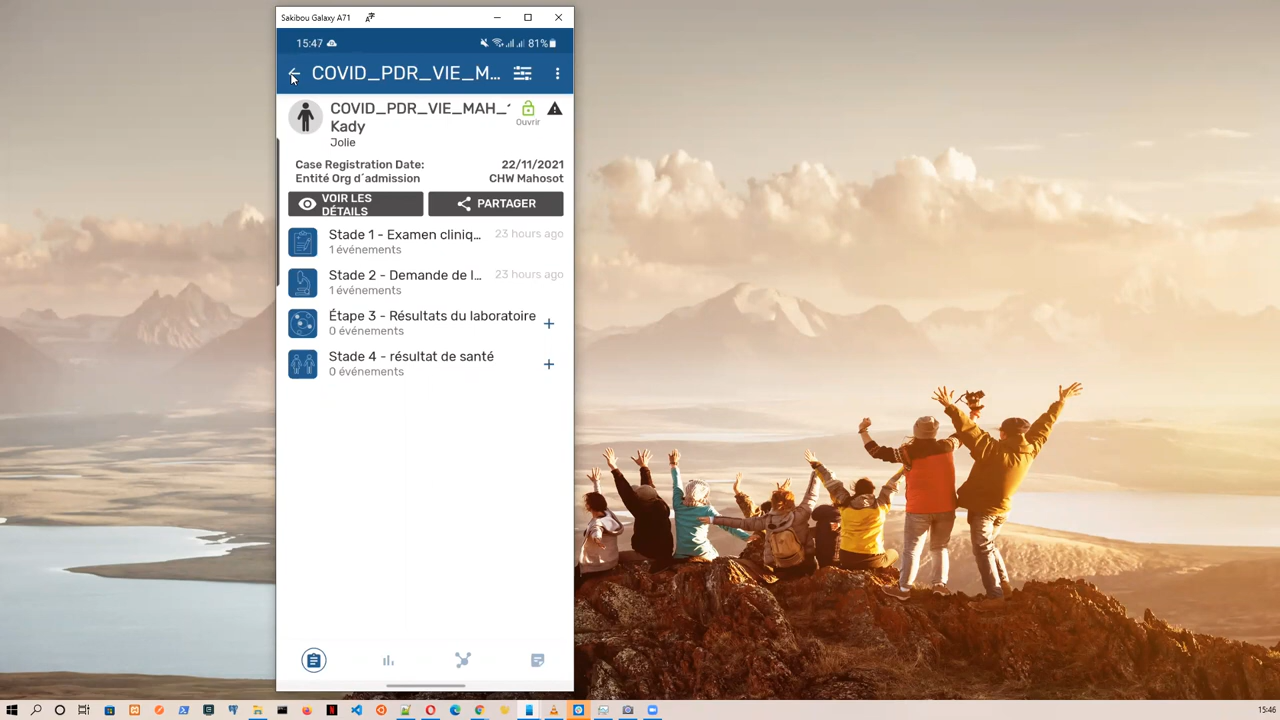 Sakibou Galaxy A71
15:47
81%
COVID_PDR_VIE_M...
COVID_PDR_VIE_MAH_
Kady
Jolie
Ouvrir
Case Registration Date: 22/11/2021
Entité Org d´admission CHW Mahosot
VOIR LES DÉTAILS
PARTAGER
Stade 1 - Examen cliniq... 23 hours ago
1 événements
Stade 2 - Demande de l... 23 hours ago
1 événements
Étape 3 - Résultats du laboratoire
0 événements
Stade 4 - résultat de santé
0 événements
15:46